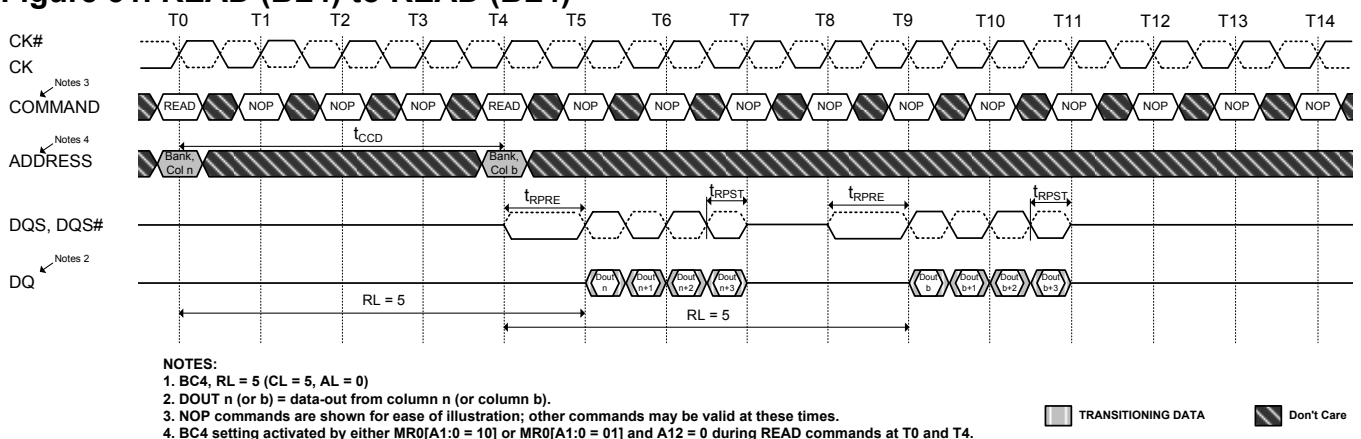 Figure 31. READ (BL4) to READ (BL4)
T0 T1 T2 T3 T4 T5 T6 T7 T8 T9 T10 T11 T12 T13 T14
CK#
CK
Notes 3
COMMAND READ NOP NOP NOP READ NOP NOP NOP NOP NOP NOP NOP NOP NOP NOP
tCCD
Notes 4
ADDRESS Bank, Col n Bank, Col b
tRPRE tRPST tRPRE tRPST
DQS, DQS#
Notes 2
DQ Dout n Dout n+1 Dout n+2 Dout n+3 Dout b Dout b+1 Dout b+2 Dout b+3
RL = 5
RL = 5
NOTES:
1. BC4, RL = 5 (CL = 5, AL = 0)
2. DOUT n (or b) = data-out from column n (or column b).
3. NOP commands are shown for ease of illustration; other commands may be valid at these times.
4. BC4 setting activated by either MR0[A1:0 = 10] or MR0[A1:0 = 01] and A12 = 0 during READ commands at T0 and T4.
TRANSITIONING DATA
Don't Care